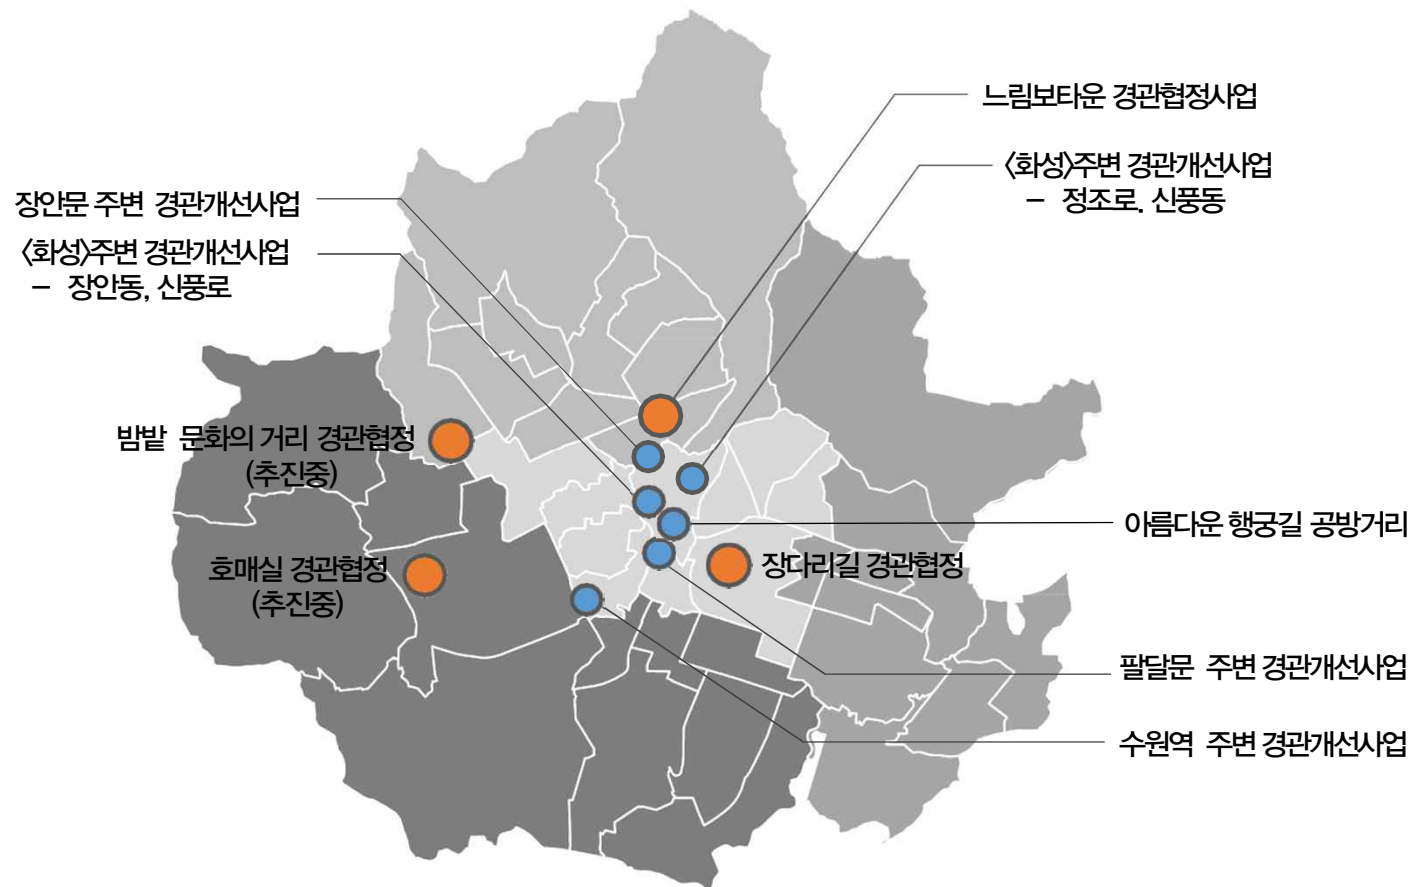 느림보타운 경관협정사업
〈화성〉주변 경관개선사업
– 정조로, 신풍동
장안문 주변 경관개선사업
〈화성〉주변 경관개선사업
– 장안동, 신풍로
밤밭 문화의 거리 경관협정
(추진중)
아름다운 행궁길 공방거리
호매실 경관협정
(추진중)
장다리길 경관협정
팔달문 주변 경관개선사업
수원역 주변 경관개선사업